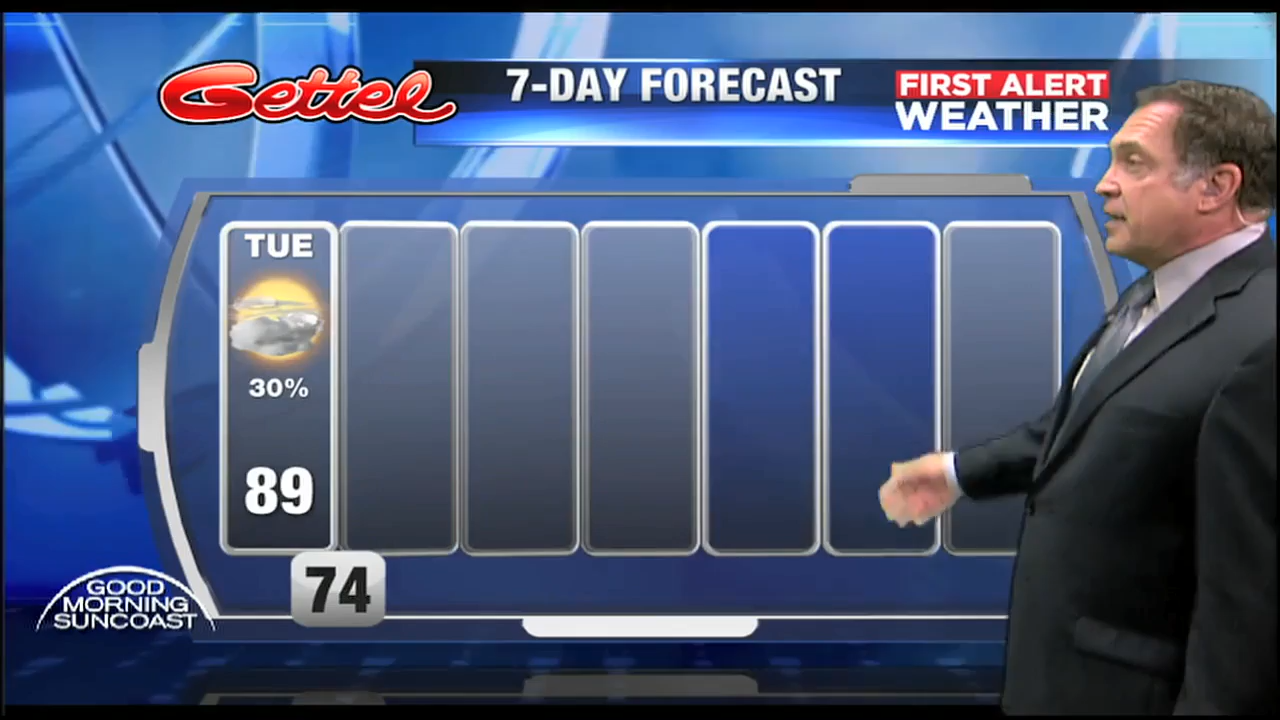 Gettel
7-DAY FORECAST
FIRST ALERT
WEATHER
TUE
30%
89
74
GOOD
MORNING
SUNCOAST